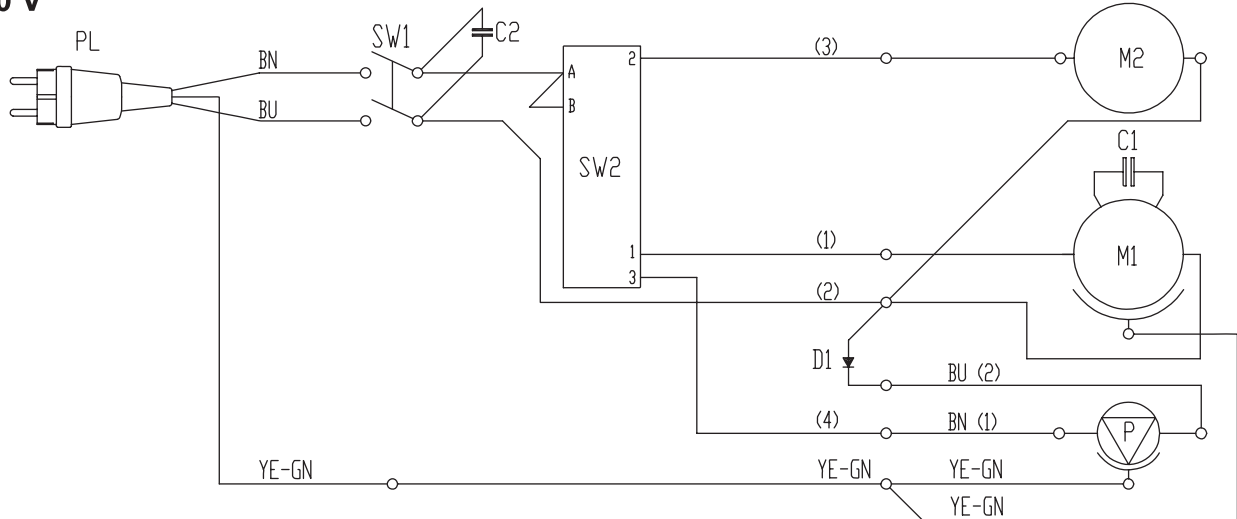 0 V
PL
BN
BU
SW1
C2
A
B
2
SW2
1
3
(3)
M2
C1
(1)
M1
(2)
D1
BU (2)
(4)
BN (1)
P
YE-GN
YE-GN
YE-GN
YE-GN